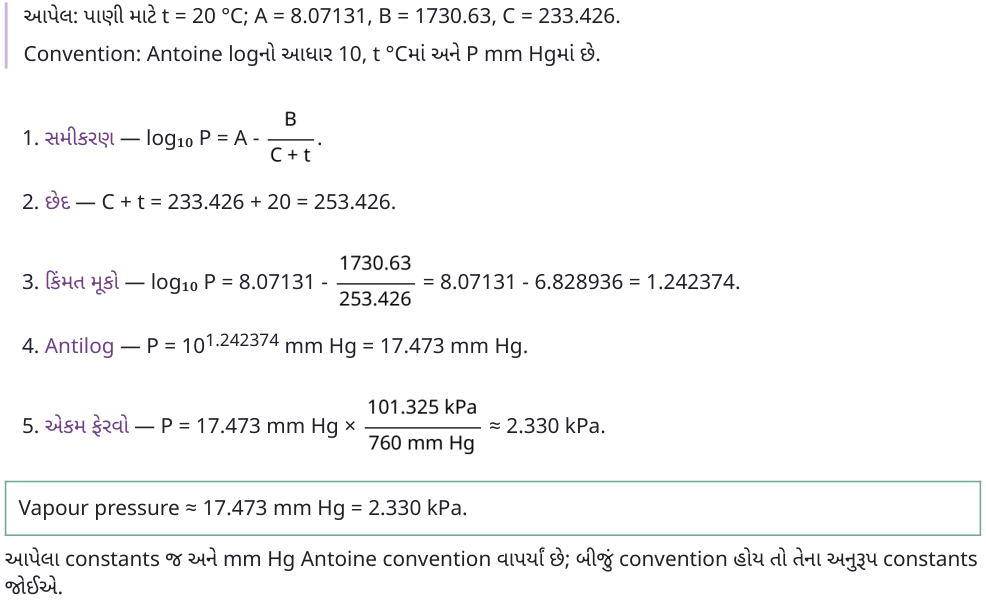 આપેલ: પાણી માટે t = 20 °C; A = 8.07131, B = 1730.63, C = 233.426.
Convention: Antoine logનો આધાર 10, t °Cમાં અને P mm Hgમાં છે.
1. સમીકરણ — log₁₀ P = A - B / (C + t).
2. છેદ — C + t = 233.426 + 20 = 253.426.
3. કિંમત મૂકો — log₁₀ P = 8.07131 - 1730.63 / 253.426 = 8.07131 - 6.828936 = 1.242374.
4. Antilog — P = 10^1.242374 mm Hg = 17.473 mm Hg.
5. એકમ ફેરવો — P = 17.473 mm Hg × 101.325 kPa / 760 mm Hg ≈ 2.330 kPa.
Vapour pressure ≈ 17.473 mm Hg = 2.330 kPa.
આપેલા constants જ અને mm Hg Antoine convention વાપર્યાં છે; બીજું convention હોય તો તેના અનુરૂપ constants
જોઈએ.